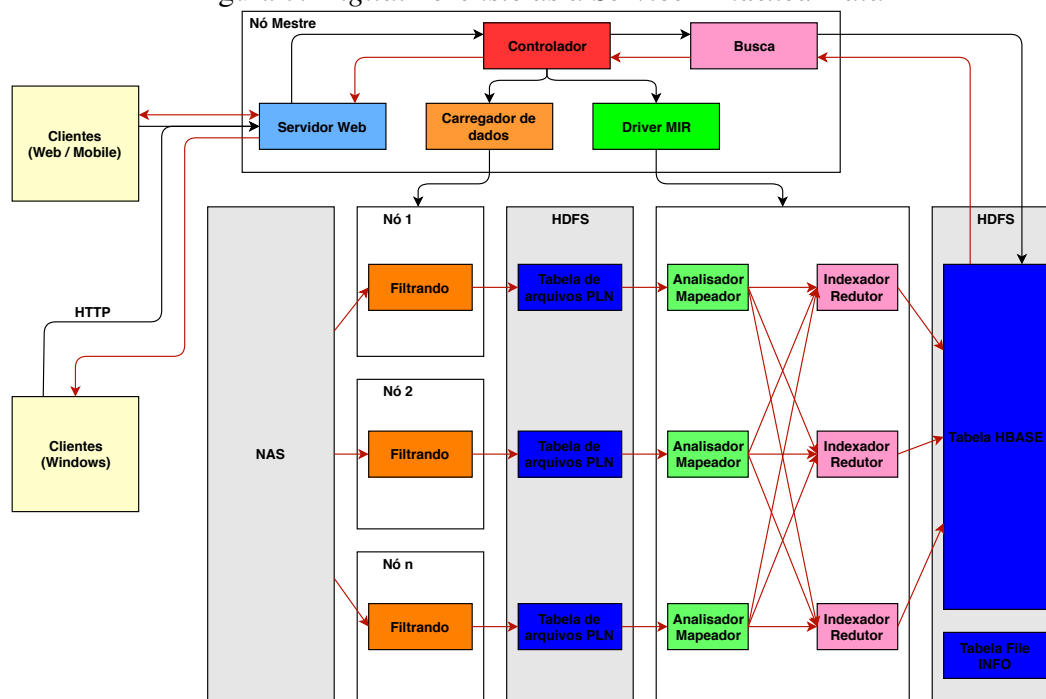 Nó Mestre
Controlador
Busca
Clientes
(Web / Mobile)
Servidor Web
Carregador de
dados
Driver MIR
HTTP
Clientes
(Windows)
NAS
Nó 1
Filtrando
Nó 2
Filtrando
Nó n
Filtrando
HDFS
Tabela de
arquivos PLN
Tabela de
arquivos PLN
Tabela de
arquivos PLN
Analisador
Mapeador
Analisador
Mapeador
Analisador
Mapeador
Indexador
Redutor
Indexador
Redutor
Indexador
Redutor
HDFS
Tabela HBASE
Tabela File
INFO